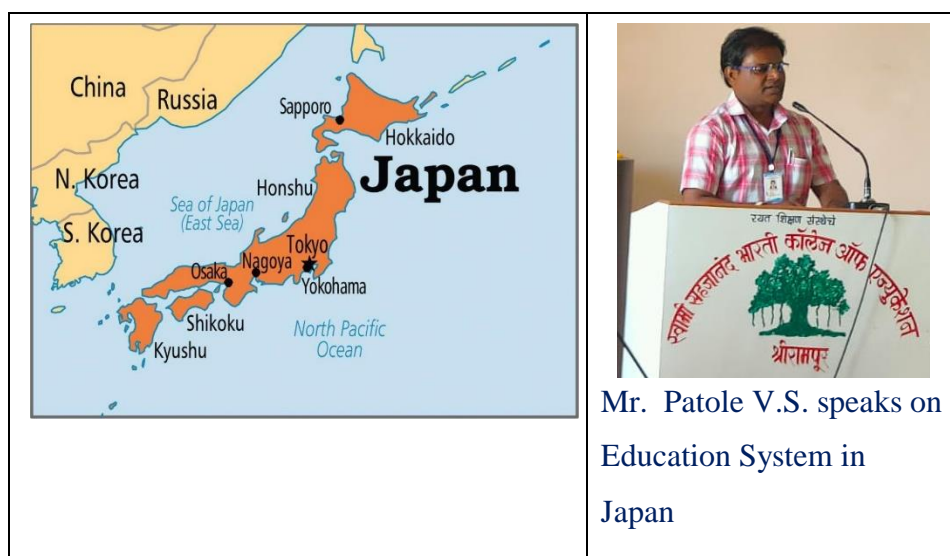 China
Russia
Sapporo
Hokkaido
Japan
N. Korea
Honshu
Sea of Japan
(East Sea)
S. Korea
Tokyo
Nagoya
Osaka
Yokohama
Shikoku
North Pacific
Ocean
Kyushu
रयत शिक्षण संस्थेचे
स्वामी सहजानंद भारती कॉलेज ऑफ एज्युकेशन
श्रीरामपूर
Mr. Patole V.S. speaks on
Education System in
Japan